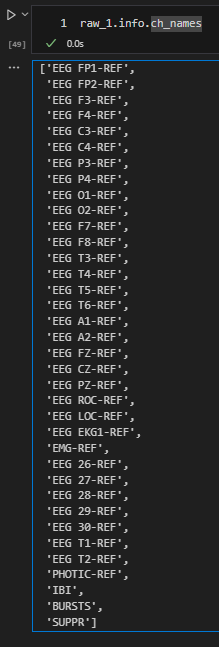 1 raw_1.info.ch_names
[49] 0.0s
['EEG FP1-REF',
'EEG FP2-REF',
'EEG F3-REF',
'EEG F4-REF',
'EEG C3-REF',
'EEG C4-REF',
'EEG P3-REF',
'EEG P4-REF',
'EEG O1-REF',
'EEG O2-REF',
'EEG F7-REF',
'EEG F8-REF',
'EEG T3-REF',
'EEG T4-REF',
'EEG T5-REF',
'EEG T6-REF',
'EEG A1-REF',
'EEG A2-REF',
'EEG FZ-REF',
'EEG CZ-REF',
'EEG PZ-REF',
'EEG ROC-REF',
'EEG LOC-REF',
'EEG EKG1-REF',
'EMG-REF',
'EEG 26-REF',
'EEG 27-REF',
'EEG 28-REF',
'EEG 29-REF',
'EEG 30-REF',
'EEG T1-REF',
'EEG T2-REF',
'PHOTIC-REF',
'IBI',
'BURSTS',
'SUPPR']